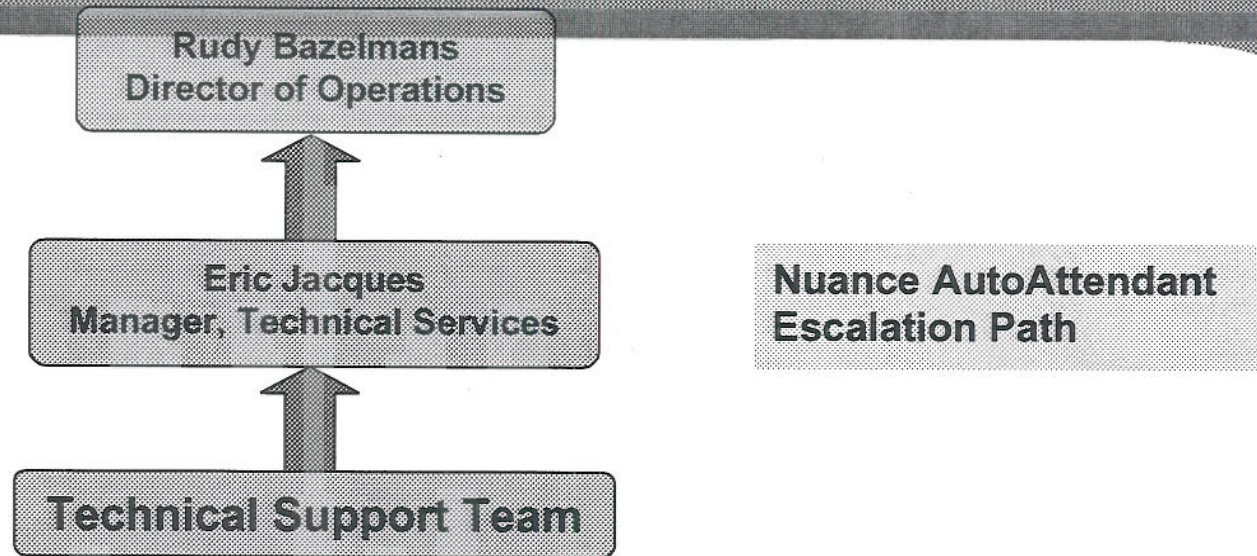 Rudy Bazelmans
Director of Operations
Eric Jacques
Manager, Technical Services
Nuance AutoAttendant
Escalation Path
Technical Support Team